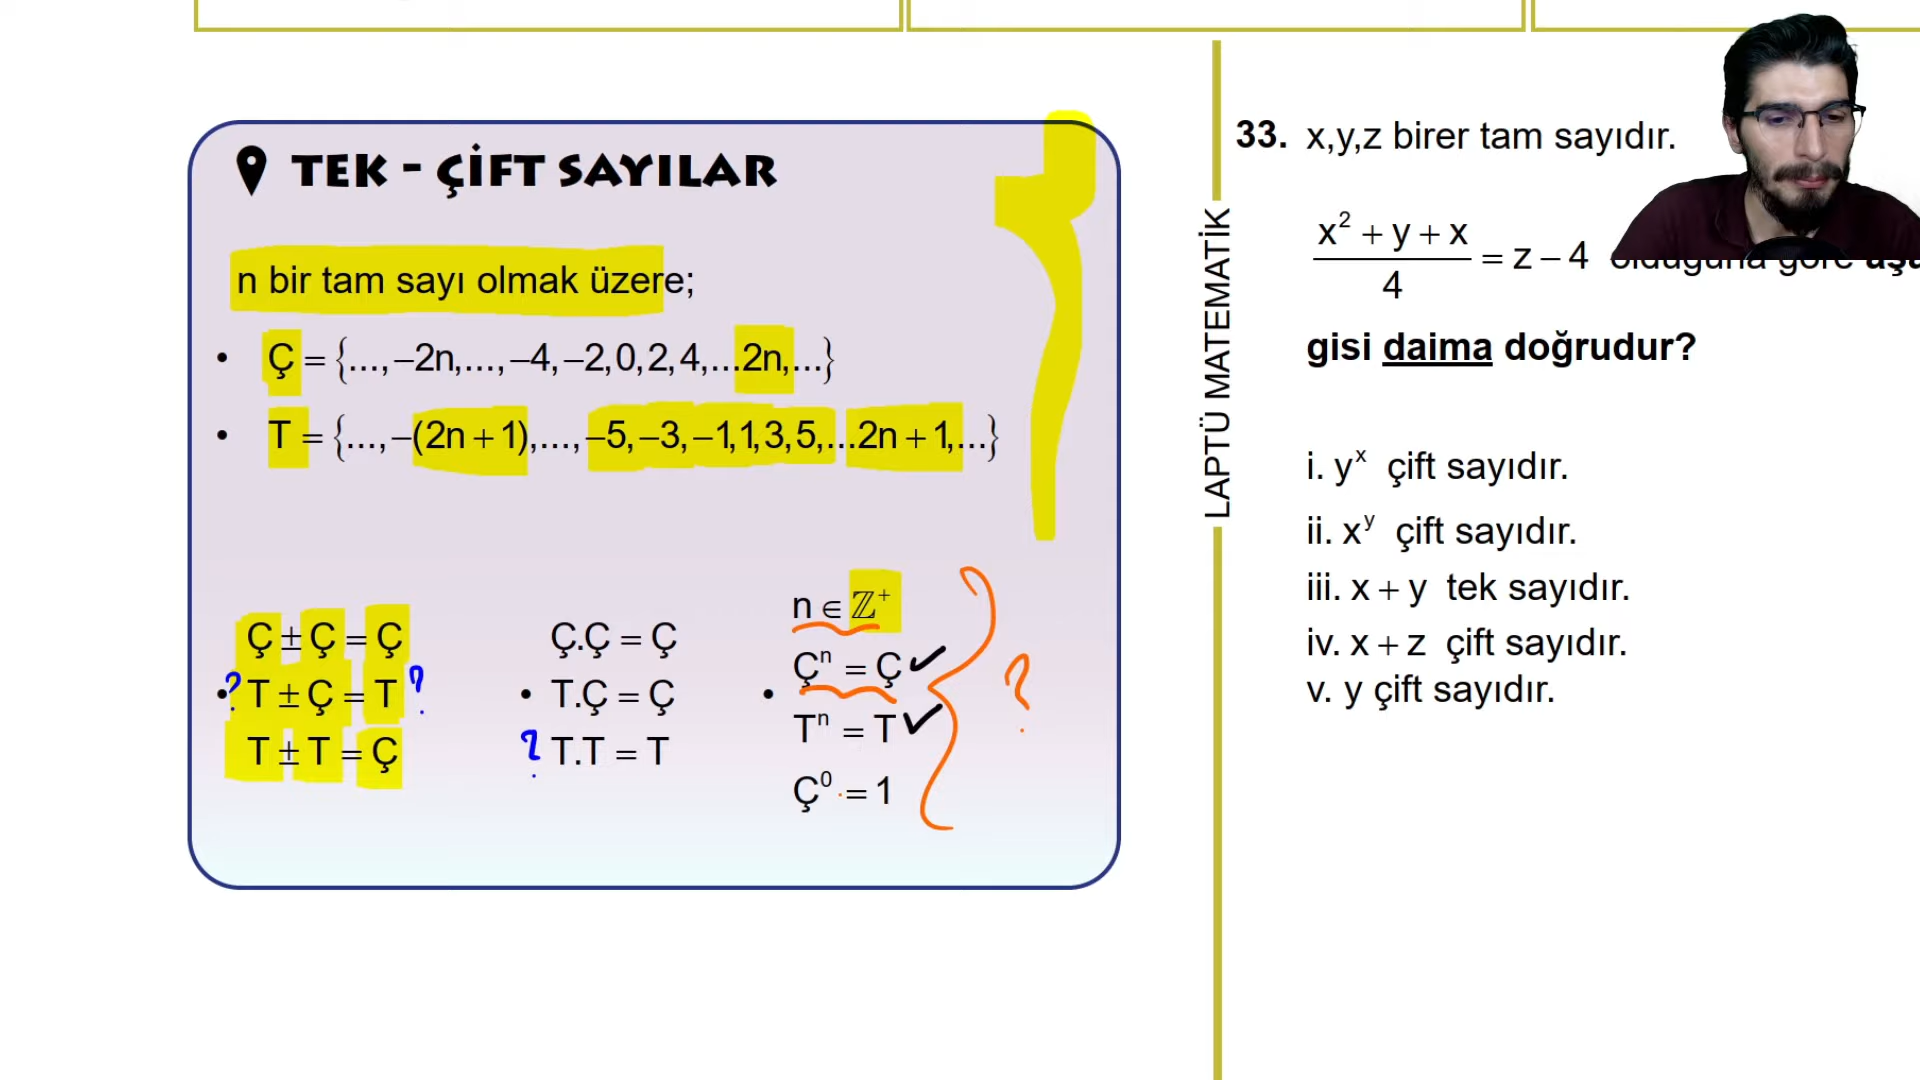 TEK - ÇİFT SAYILAR
n bir tam sayı olmak üzere;
• Ç = {...,−2n,...,−4,−2,0,2,4,...2n,...}
• T = {...,−(2n+1),...,−5,−3,−1,1,3,5,...2n+1,...}
Ç ± Ç = Ç
• ? T ± Ç = T ?
T ± T = Ç
Ç.Ç = Ç
• T.Ç = Ç
? T.T = T
n ∈ ℤ⁺
Çⁿ = Ç ✓
• Tⁿ = T ✓
Ç⁰ = 1
?
LAPTÜ MATEMATİK
33. x,y,z birer tam sayıdır.
(x² + y + x)/4 = z − 4 olduğuna göre
gisi daima doğrudur?
i. yˣ çift sayıdır.
ii. xʸ çift sayıdır.
iii. x + y tek sayıdır.
iv. x + z çift sayıdır.
v. y çift sayıdır.